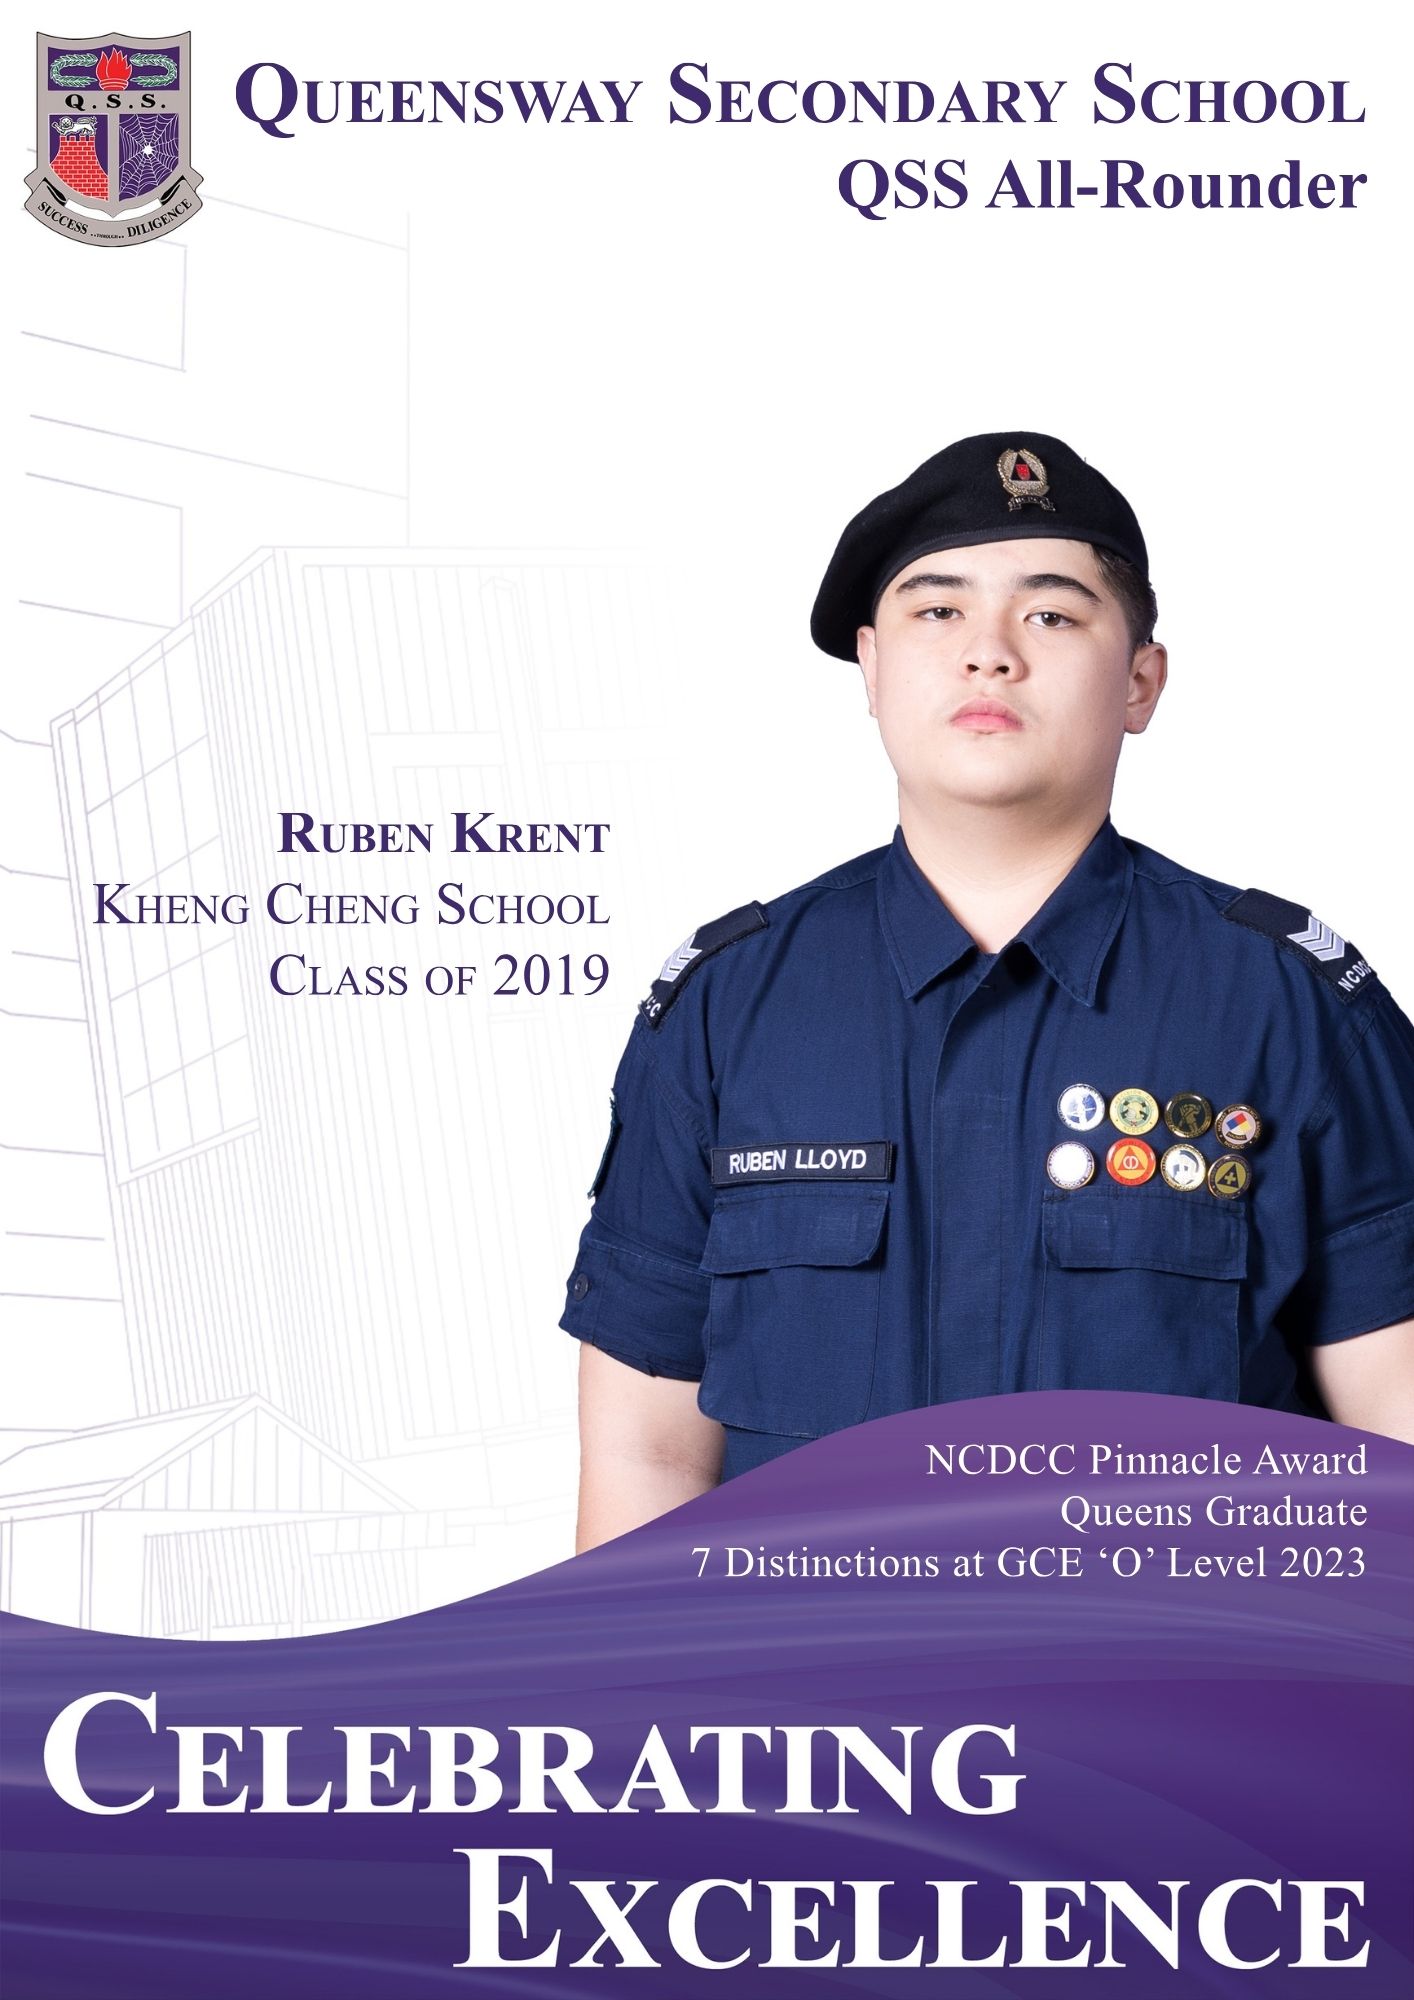 Q.S.S.
SUCCESS ..THROUGH.. DILIGENCE
QUEENSWAY SECONDARY SCHOOL
QSS All-Rounder
RUBEN KRENT
KHENG CHENG SCHOOL
CLASS OF 2019
NCDCC
RUBEN LLOYD
NCDCC Pinnacle Award
Queens Graduate
7 Distinctions at GCE ‘O’ Level 2023
CELEBRATING
EXCELLENCE